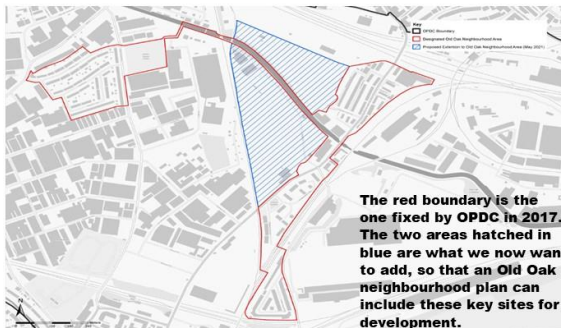 Key
OPDC Boundary
Designated Old Oak Neighbourhood Area
Proposed Extention to Old Oak Neighbourhood Area (May 2021)
The red boundary is the
one fixed by OPDC in 2017.
The two areas hatched in
blue are what we now wan
to add, so that an Old Oak
neighbourhood plan can
include these key sites for
development.
N